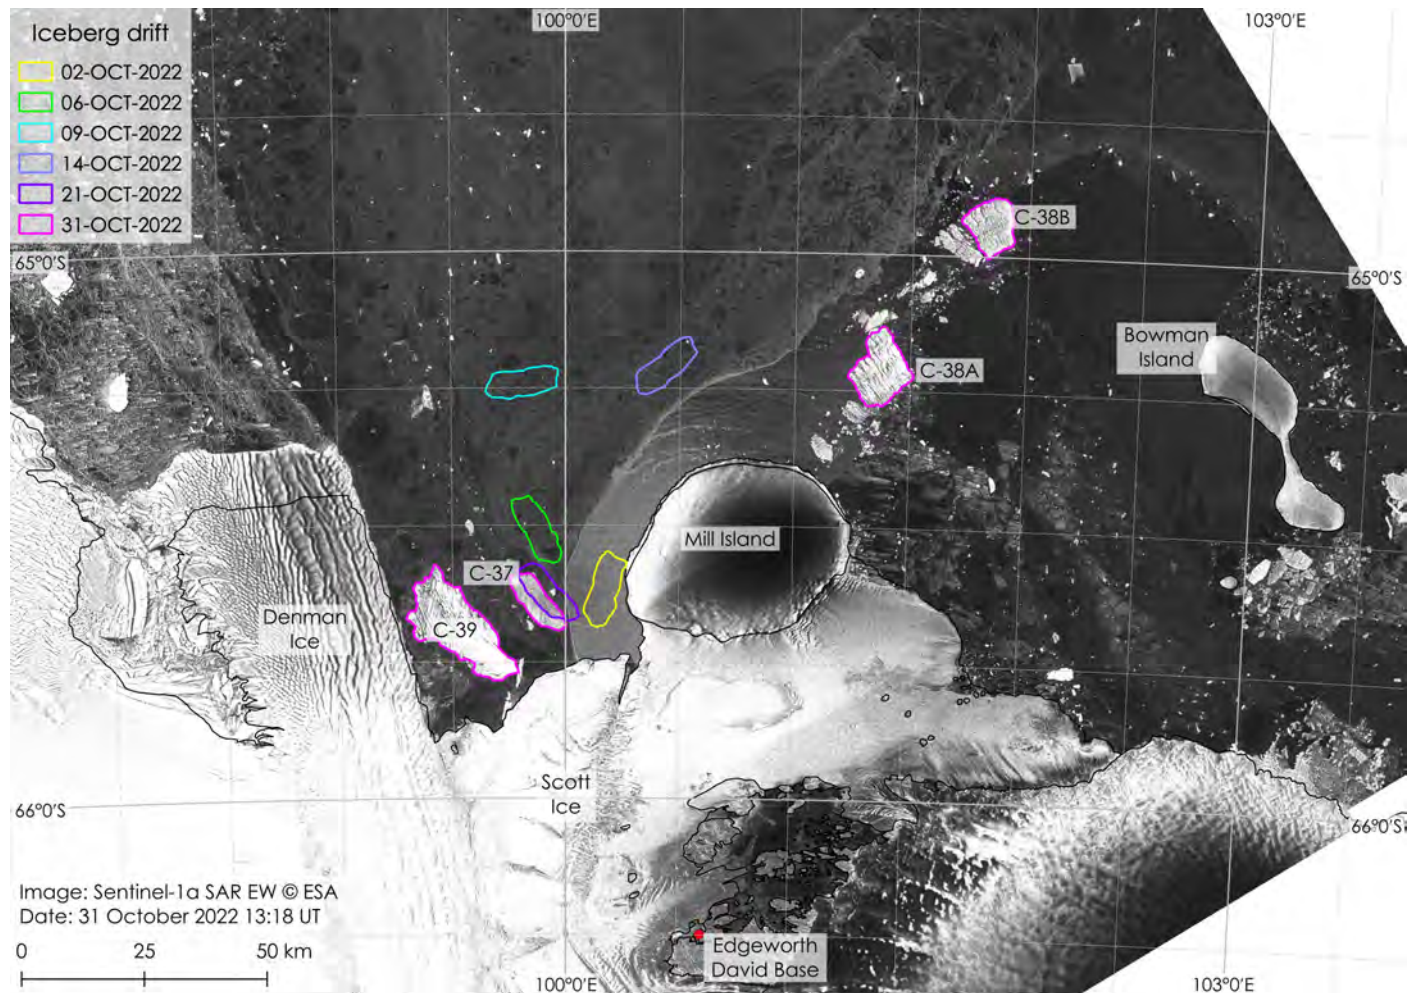 Iceberg drift
02-OCT-2022
06-OCT-2022
09-OCT-2022
14-OCT-2022
21-OCT-2022
31-OCT-2022
100°0'E
103°0'E
65°0'S
65°0'S
C-38B
C-38A
Bowman
Island
Mill Island
C-37
C-39
Denman
Ice
Scott
Ice
66°0'S
66°0'S
Image: Sentinel-1a SAR EW © ESA
Date: 31 October 2022 13:18 UT
0 25 50 km
Edgeworth
David Base
100°0'E
103°0'E